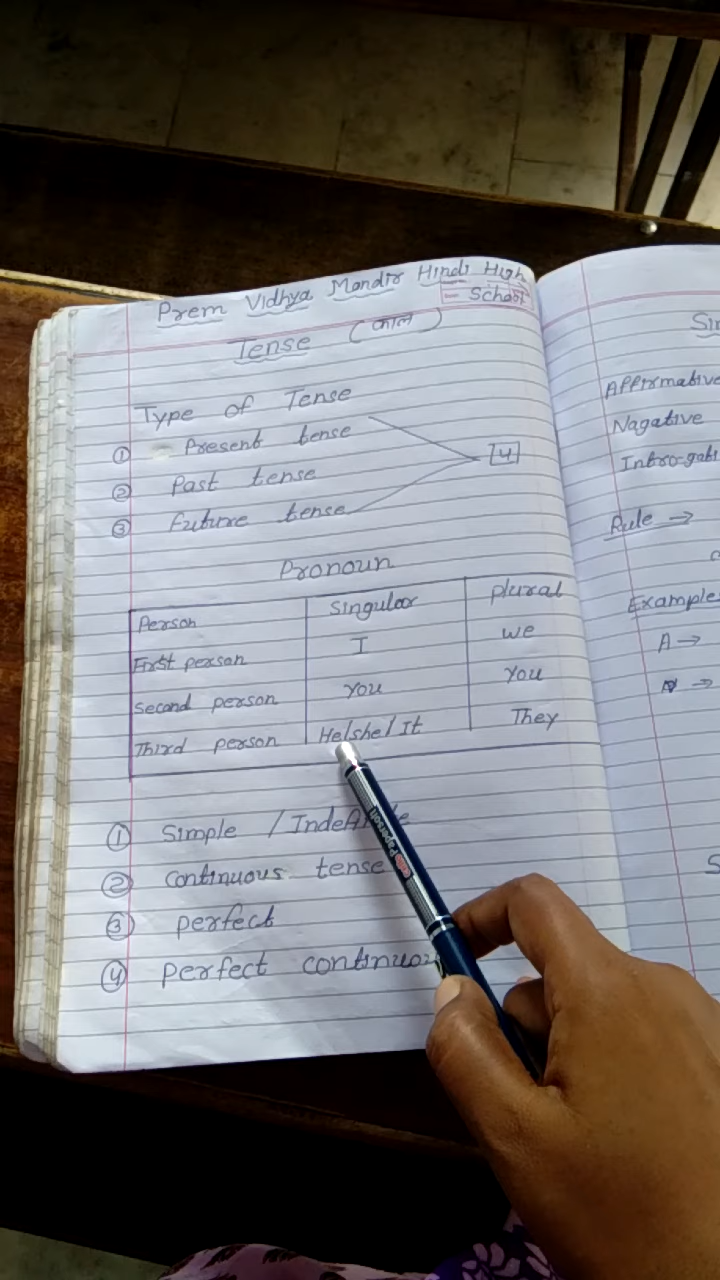 Prem Vidhya Mandir Hindi High
School
Tense (काल)
Type of Tense
① Present tense
② Past tense
③ Future tense
4
Pronoun
Person Singular plural
First person I we
Second person You You
Third person He/she/It They
① Simple /
② Continuous tense
③ perfect
④ perfect
Affirmative
Nagative
Rule →
Example
A →
N →